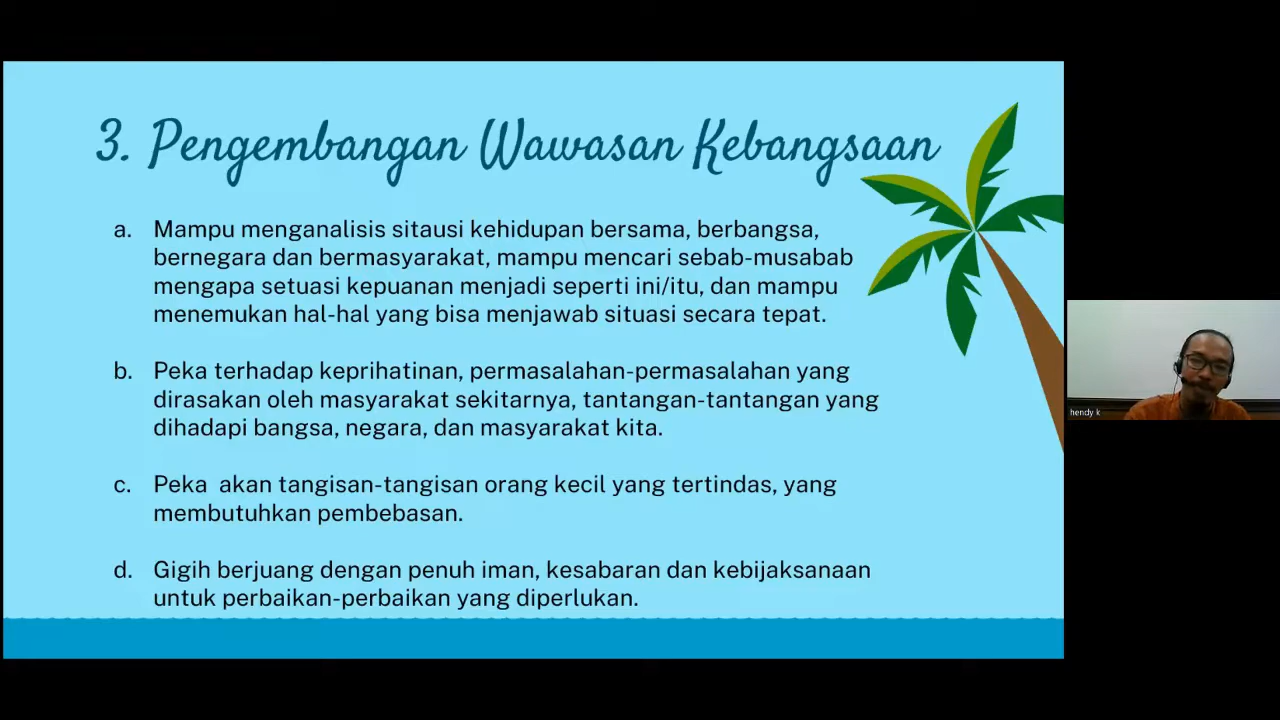 3. Pengembangan Wawasan Kebangsaan
a. Mampu menganalisis sitausi kehidupan bersama, berbangsa,
bernegara dan bermasyarakat, mampu mencari sebab-musabab
mengapa setuasi kepuanan menjadi seperti ini/itu, dan mampu
menemukan hal-hal yang bisa menjawab situasi secara tepat.
b. Peka terhadap keprihatinan, permasalahan-permasalahan yang
dirasakan oleh masyarakat sekitarnya, tantangan-tantangan yang
dihadapi bangsa, negara, dan masyarakat kita.
c. Peka  akan tangisan-tangisan orang kecil yang tertindas, yang
membutuhkan pembebasan.
d. Gigih berjuang dengan penuh iman, kesabaran dan kebijaksanaan
untuk perbaikan-perbaikan yang diperlukan.
hendy k